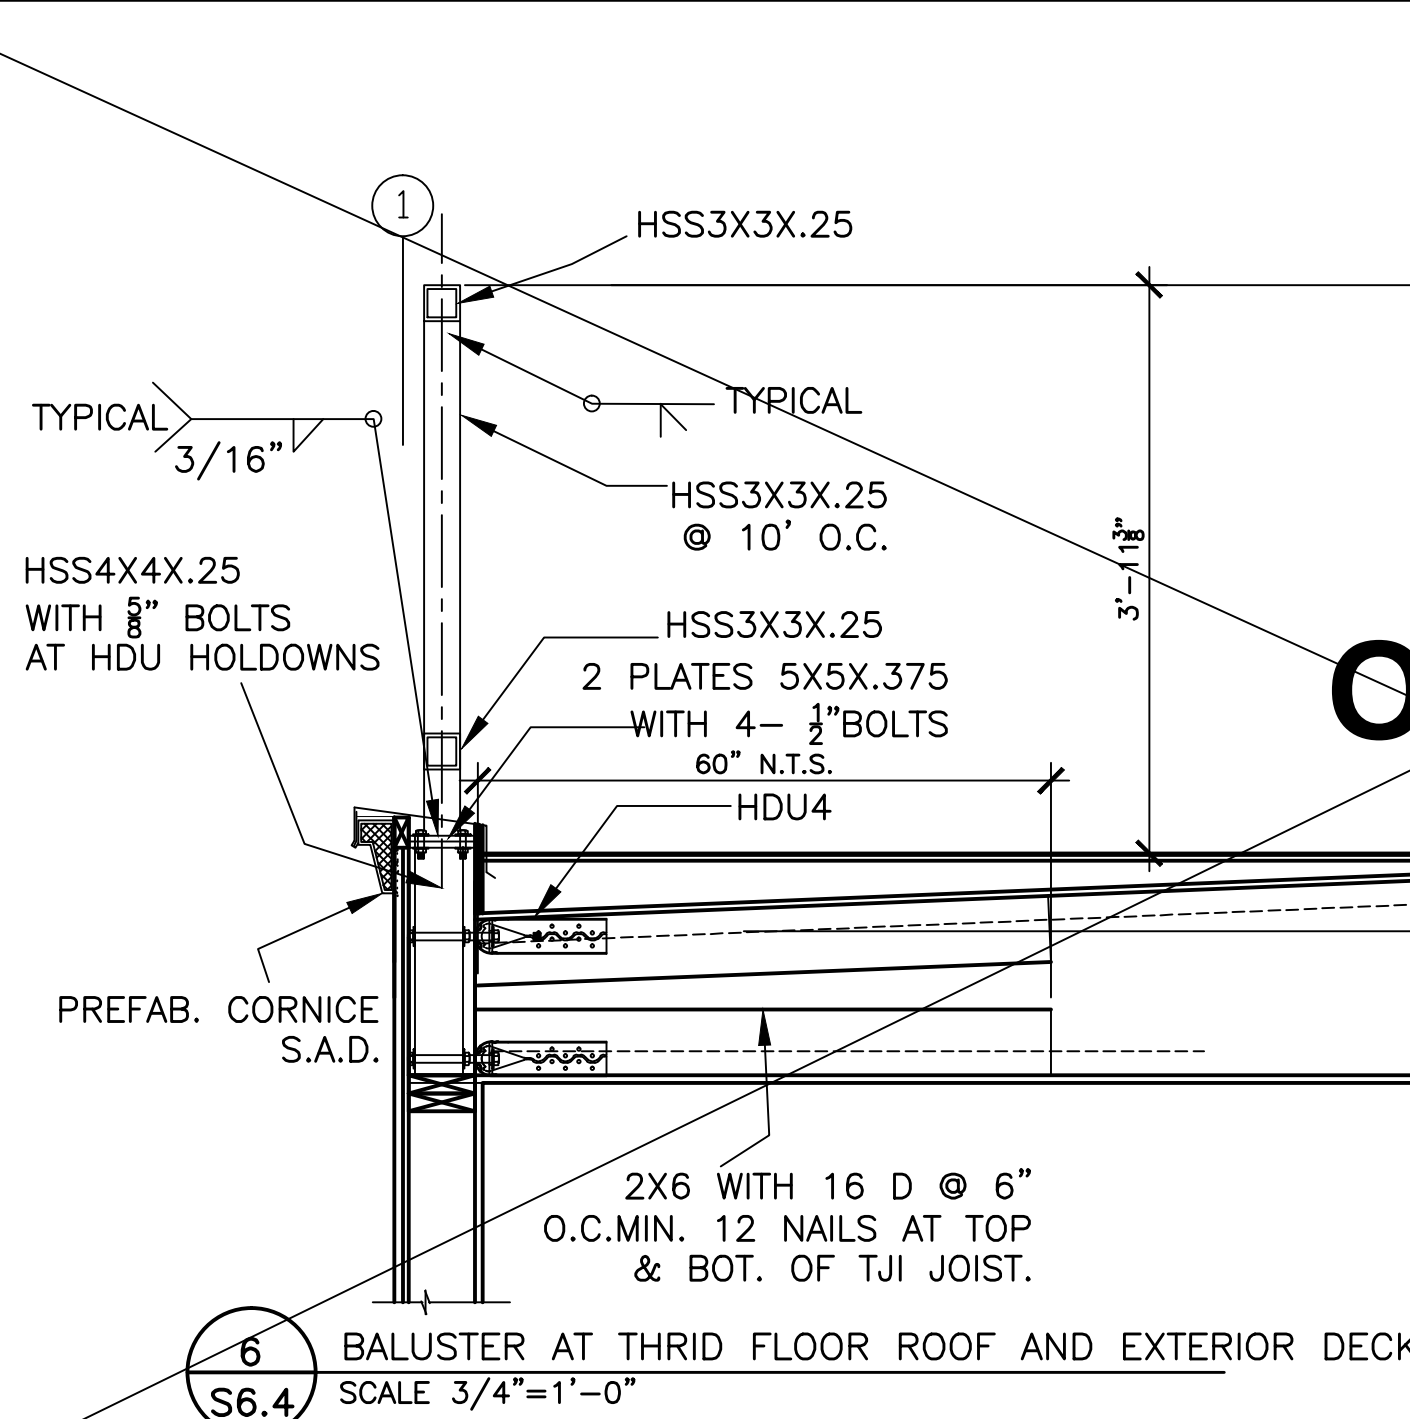 1
HSS3X3X.25
TYPICAL
3/16"
TYPICAL
HSS3X3X.25
@ 10' O.C.
3'-11 3/8"
HSS4X4X.25
WITH 5/8" BOLTS
AT HDU HOLDOWNS
HSS3X3X.25
2 PLATES 5X5X.375
WITH 4- 1/2"BOLTS
60" N.T.S.
HDU4
O
PREFAB. CORNICE
S.A.D.
2X6 WITH 16 D @ 6"
O.C.MIN. 12 NAILS AT TOP
& BOT. OF TJI JOIST.
6
S6.4
BALUSTER AT THRID FLOOR ROOF AND EXTERIOR DECK
SCALE 3/4"=1'-0"